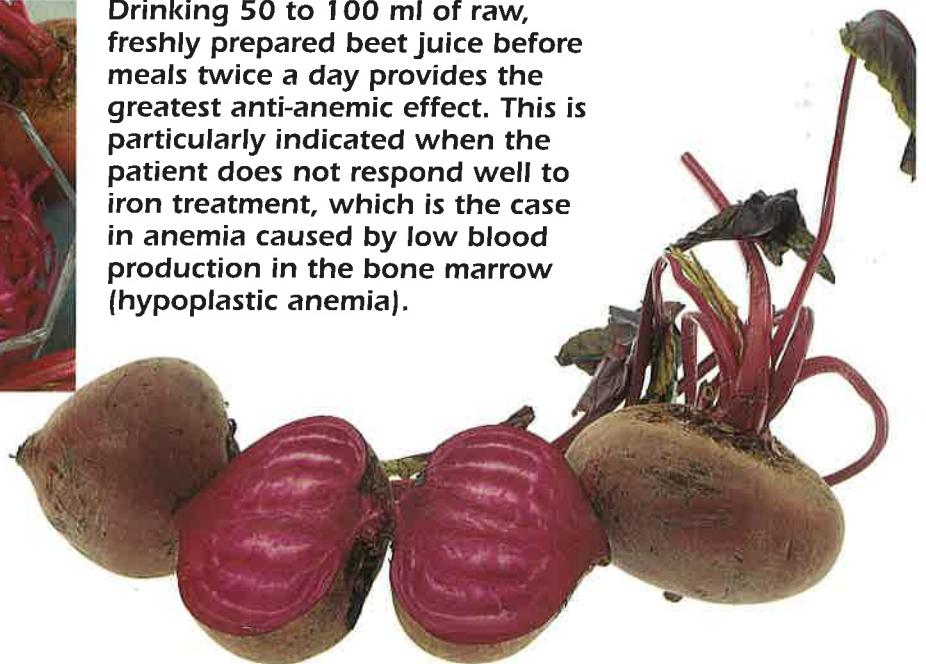 Drinking 50 to 100 ml of raw,
freshly prepared beet juice before
meals twice a day provides the
greatest anti-anemic effect. This is
particularly indicated when the
patient does not respond well to
iron treatment, which is the case
in anemia caused by low blood
production in the bone marrow
(hypoplastic anemia).